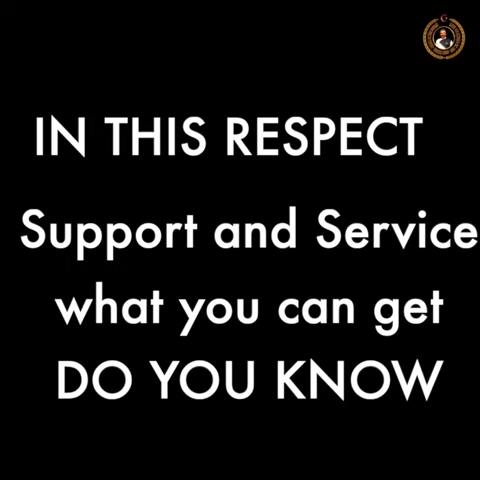 IN THIS RESPECT
Support and Service
what you can get
DO YOU KNOW